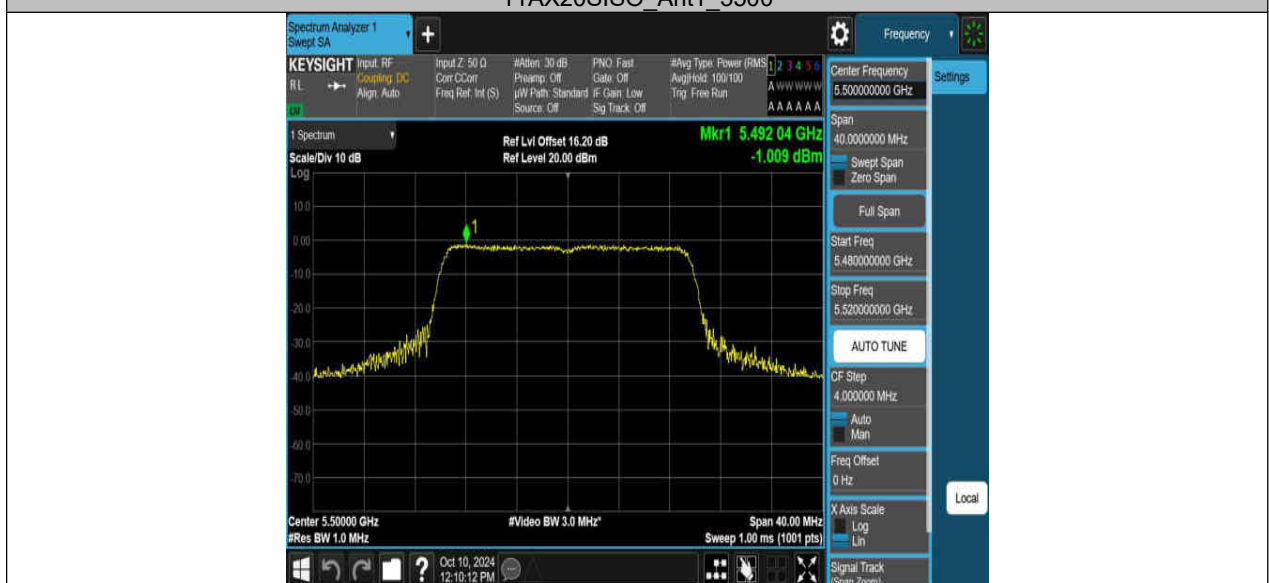 11AX20SISO_Ant1_5500
Spectrum Analyzer 1
Swept SA
+
Frequency
KEYSIGHT
RL
Input: RF
Coupling: DC
Align: Auto
Input Z: 50 Ω
Corr CCorr
Freq Ref: Int (S)
#Atten: 30 dB
Preamp: Off
µW Path: Standard
Source: Off
PNO: Fast
Gate: Off
IF Gain: Low
Sig Track: Off
#Avg Type: Power (RMS
Avg|Hold: 100/100
Trig: Free Run
1 2 3 4 5 6
A W W W W W
A A A A A A
1 Spectrum
Scale/Div 10 dB
Ref Lvl Offset 16.20 dB
Ref Level 20.00 dBm
Mkr1 5.492 04 GHz
-1.009 dBm
Log
10.0
0.00
-10.0
-20.0
-30.0
-40.0
-50.0
-60.0
-70.0
1
Center 5.50000 GHz
#Res BW 1.0 MHz
#Video BW 3.0 MHz*
Span 40.00 MHz
Sweep 1.00 ms (1001 pts)
Oct 10, 2024
12:10:12 PM
?
Center Frequency
5.500000000 GHz
Span
40.0000000 MHz
Swept Span
Zero Span
Full Span
Start Freq
5.480000000 GHz
Stop Freq
5.520000000 GHz
AUTO TUNE
CF Step
4.000000 MHz
Auto
Man
Freq Offset
0 Hz
X Axis Scale
Log
Lin
Signal Track
(Span Zoom)
Settings
Local